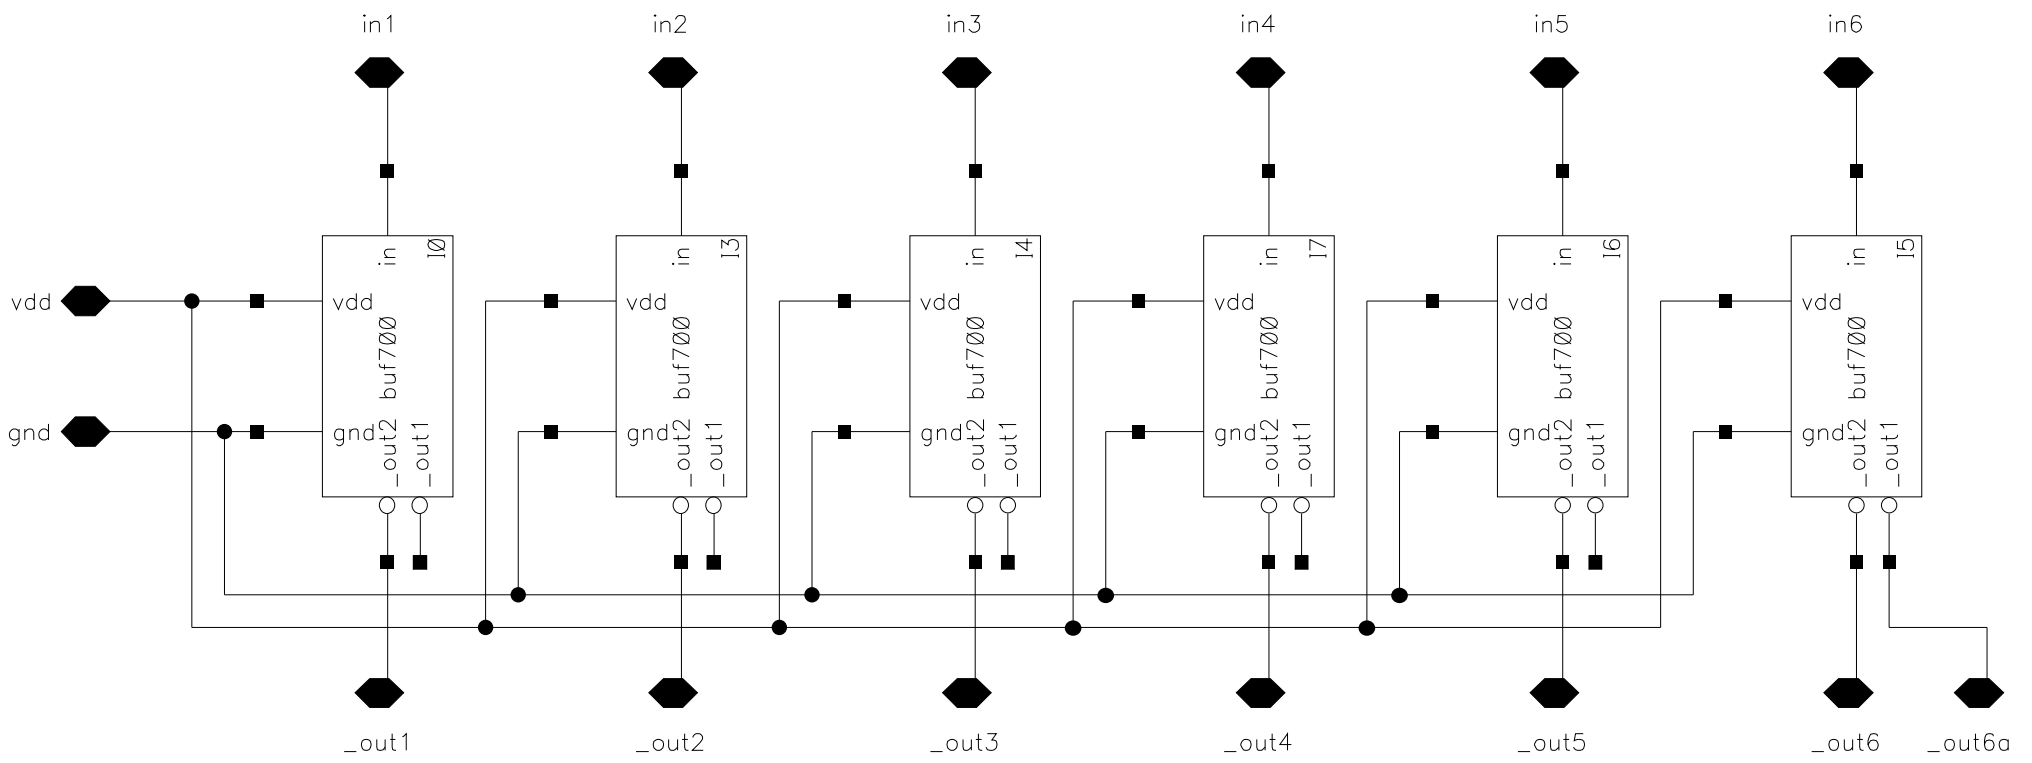 in1 in2 in3 in4 in5 in6
in I0 in I3 in I4 in I7 in I6 in I5
vdd vdd vdd vdd vdd vdd vdd
buf700 buf700 buf700 buf700 buf700 buf700
gnd gnd gnd gnd gnd gnd gnd
_out2 _out1 _out2 _out1 _out2 _out1 _out2 _out1 _out2 _out1 _out2 _out1
_out1 _out2 _out3 _out4 _out5 _out6 _out6a